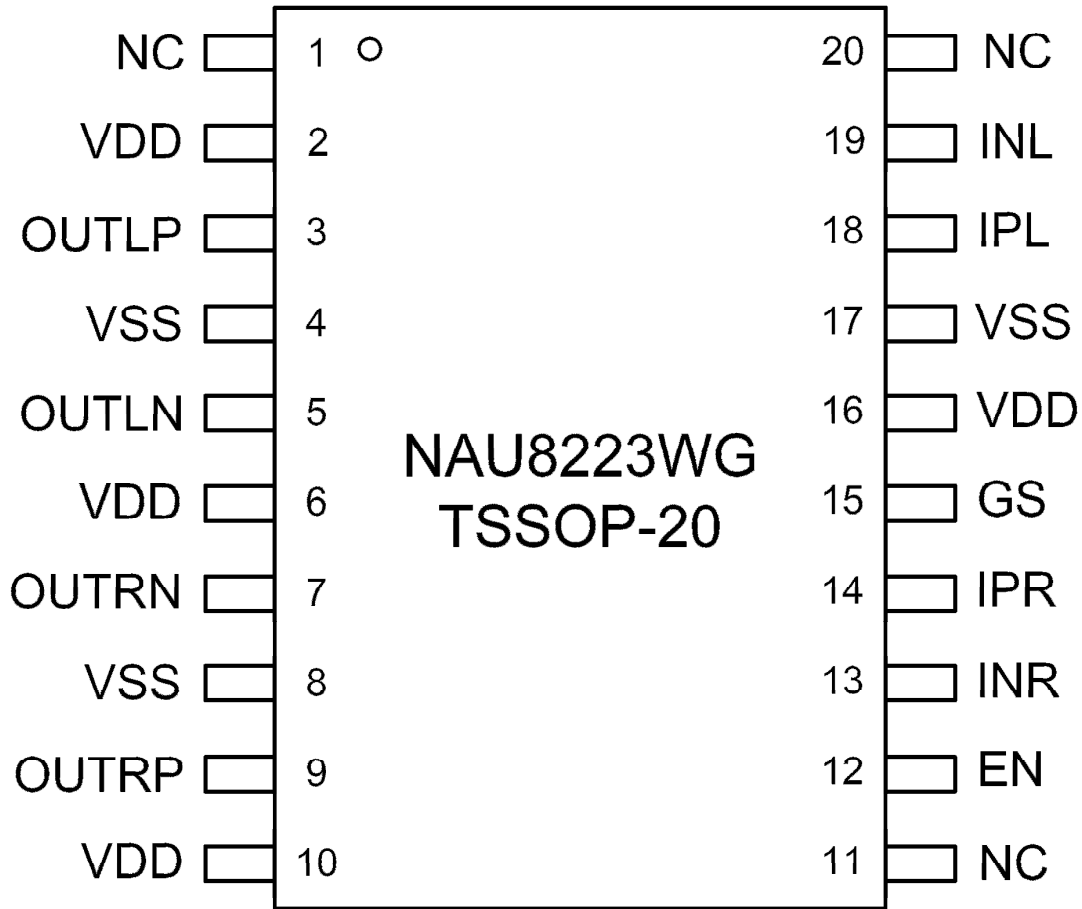 NC 1 20 NC
VDD 2 19 INL
OUTLP 3 18 IPL
VSS 4 17 VSS
OUTLN 5 16 VDD
NAU8223WG
TSSOP-20
VDD 6 15 GS
OUTRN 7 14 IPR
VSS 8 13 INR
OUTRP 9 12 EN
VDD 10 11 NC